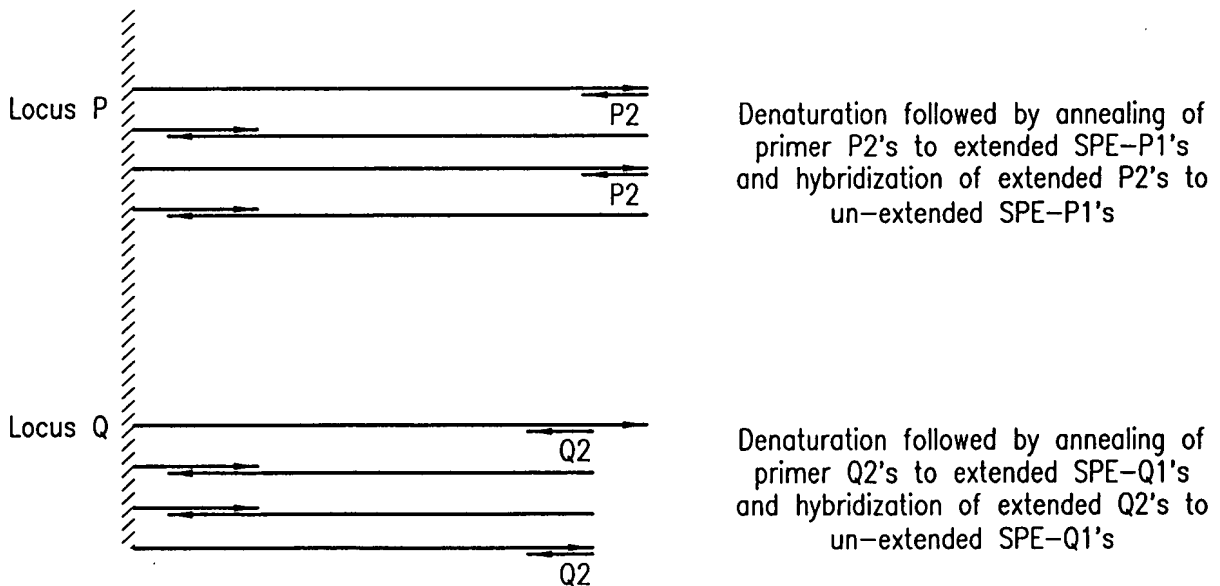 Locus P
P2
P2
Denaturation followed by annealing of
primer P2's to extended SPE-P1's
and hybridization of extended P2's to
un-extended SPE-P1's
Locus Q
Q2
Q2
Denaturation followed by annealing of
primer Q2's to extended SPE-Q1's
and hybridization of extended Q2's to
un-extended SPE-Q1's